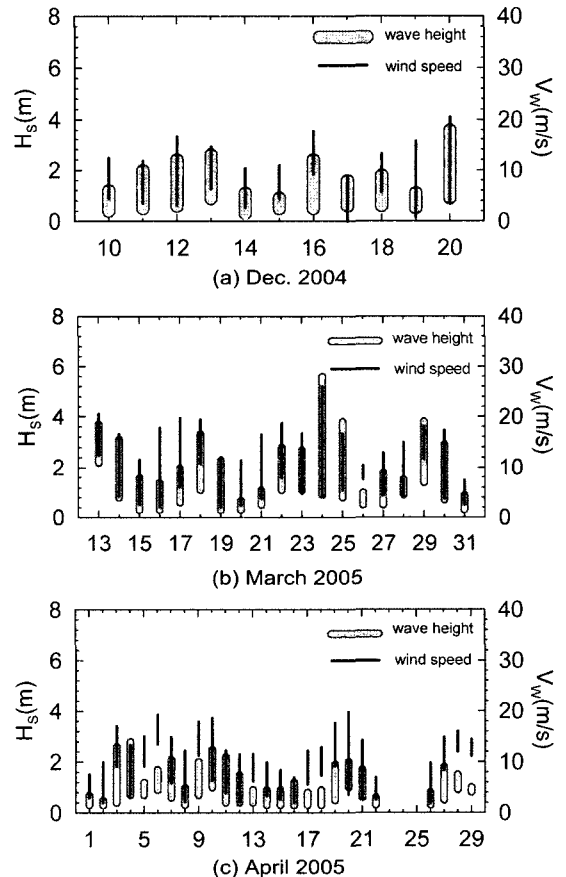 8
40
wave height
6
30
wind speed
H_S(m)
4
20
V_W(m/s)
2
10
0
0
10 12 14 16 18 20
(a) Dec. 2004
8
40
wave height
6
30
wind speed
H_S(m)
4
20
V_W(m/s)
2
10
0
0
13 15 17 19 21 23 25 27 29 31
(b) March 2005
8
40
wave height
6
30
wind speed
H_S(m)
4
20
V_W(m/s)
2
10
0
0
1 5 9 13 17 21 25 29
(c) April 2005